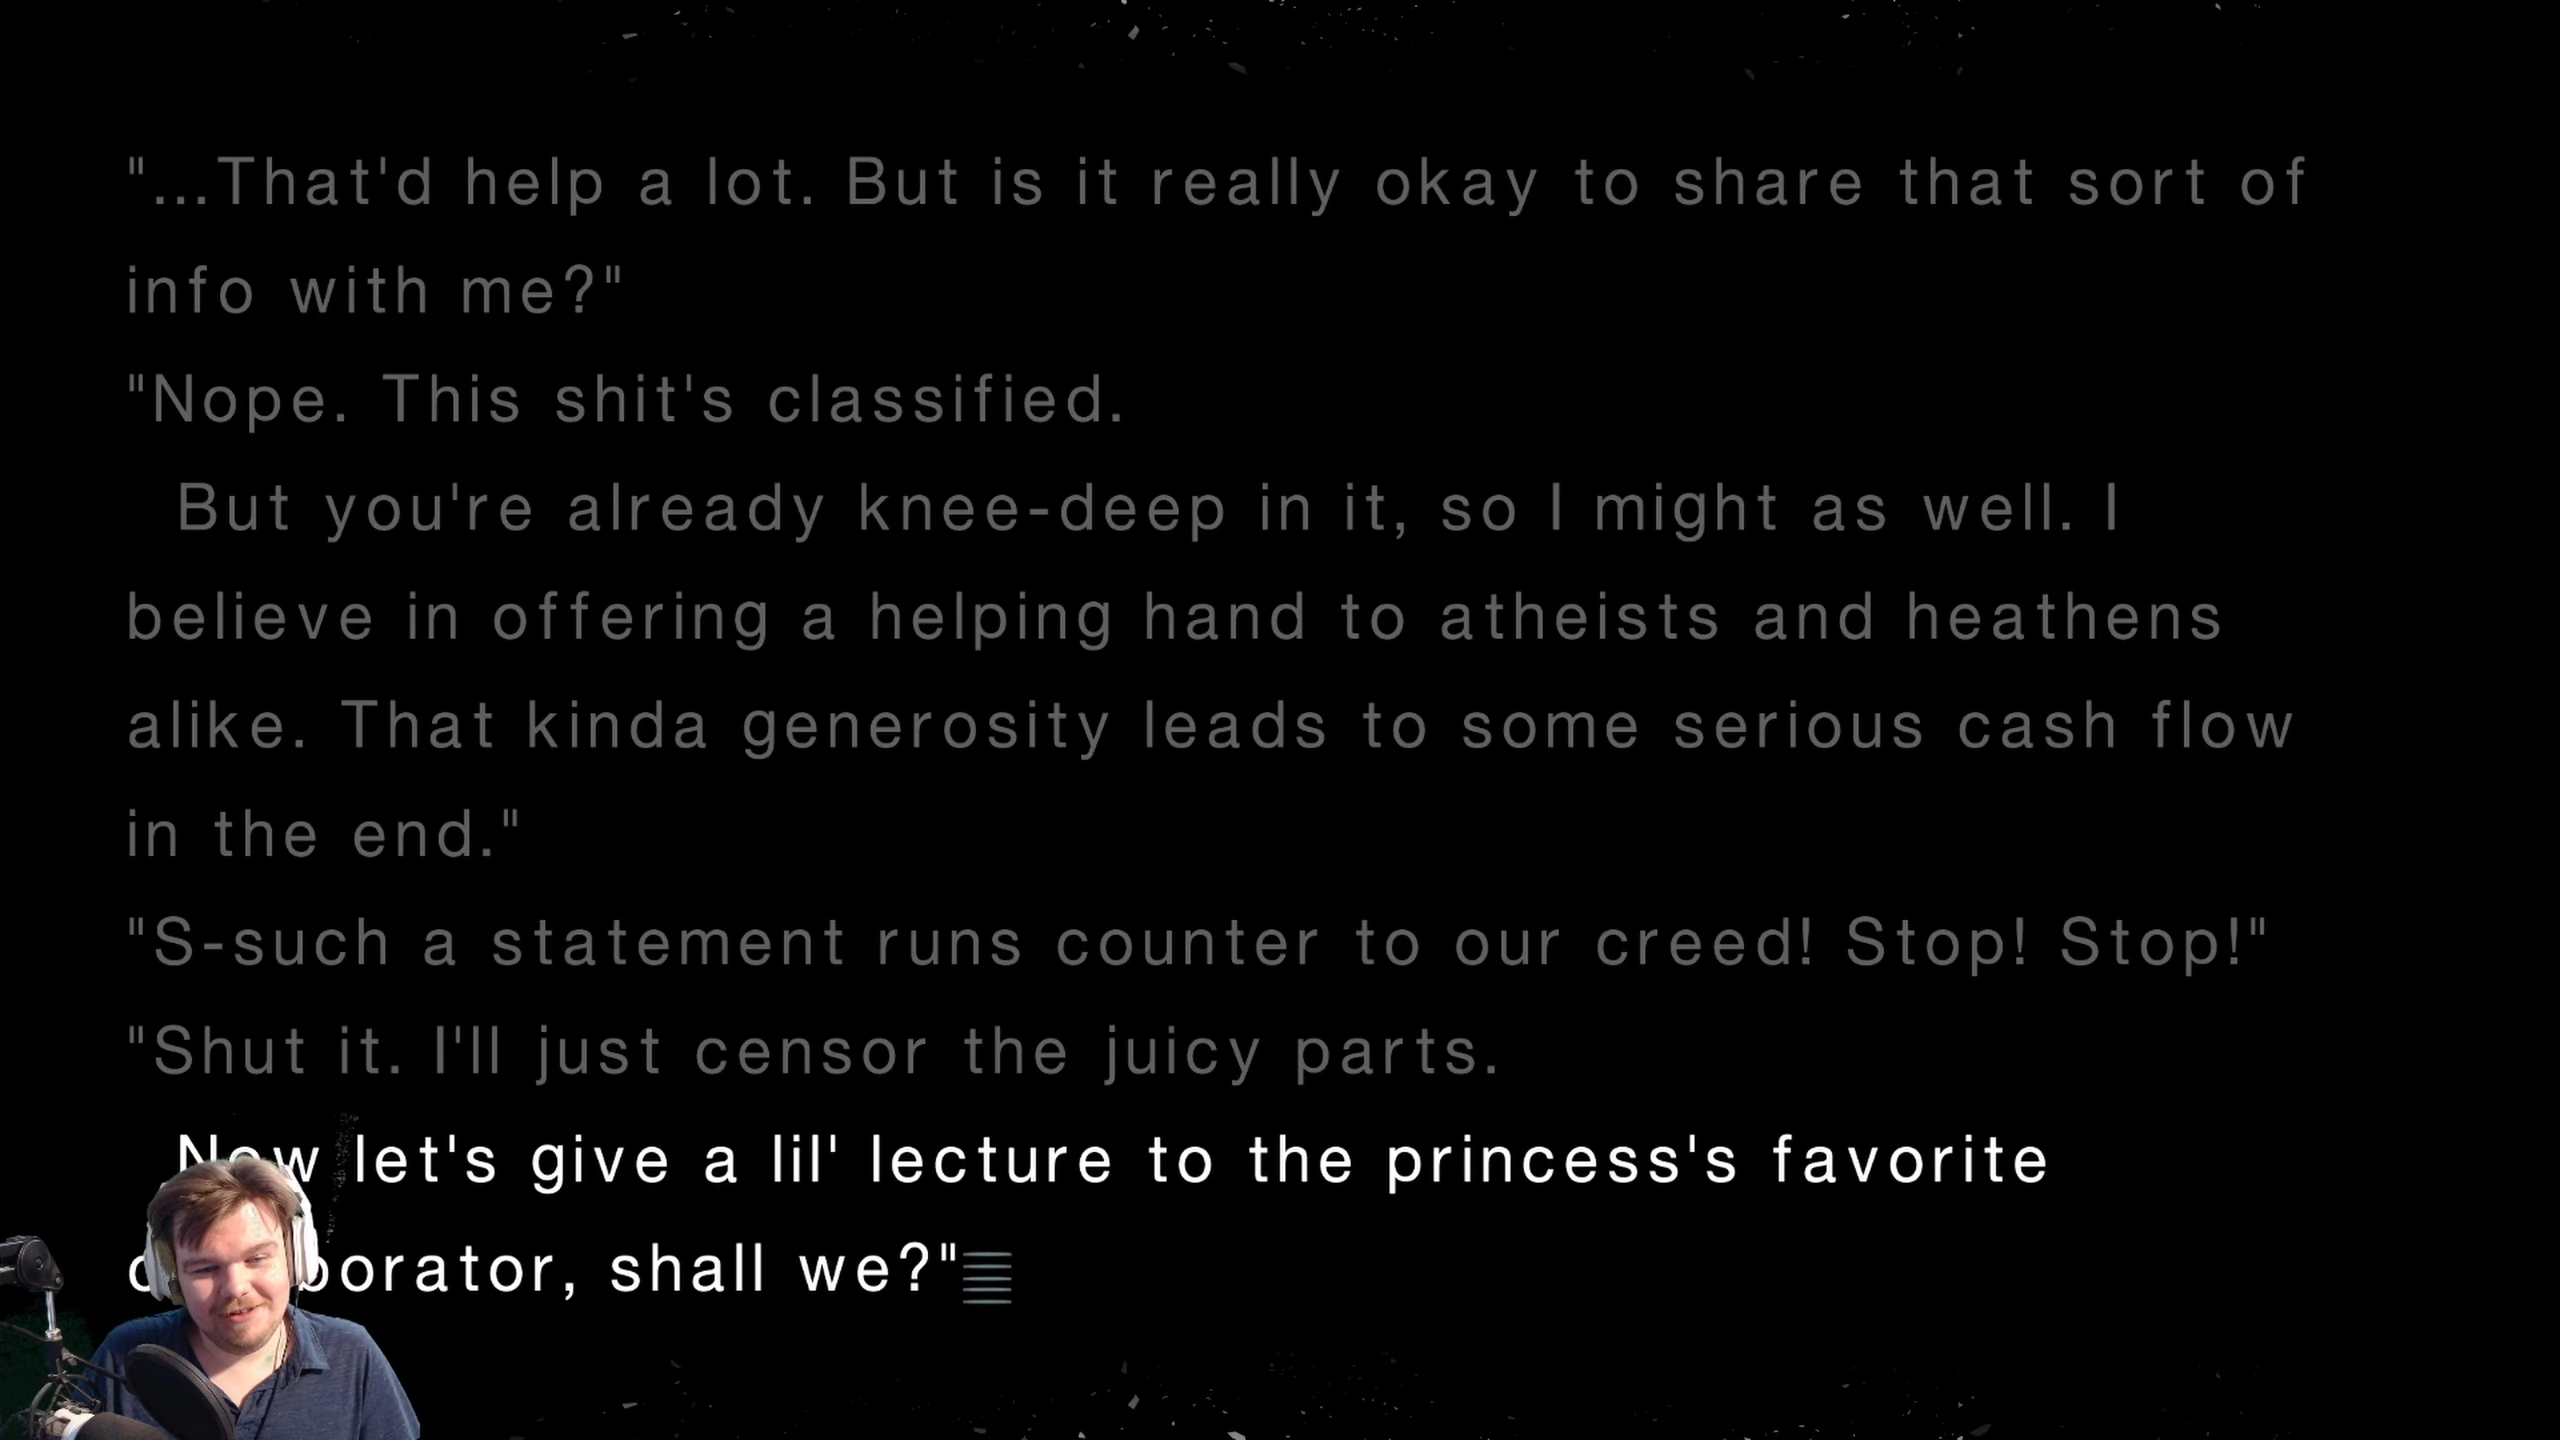 "...That'd help a lot. But is it really okay to share that sort of
info with me?"
"Nope. This shit's classified.
But you're already knee-deep in it, so I might as well. I
believe in offering a helping hand to atheists and heathens
alike. That kinda generosity leads to some serious cash flow
in the end."
"S-such a statement runs counter to our creed! Stop! Stop!"
"Shut it. I'll just censor the juicy parts.
Now let's give a lil' lecture to the princess's favorite
shall we?"